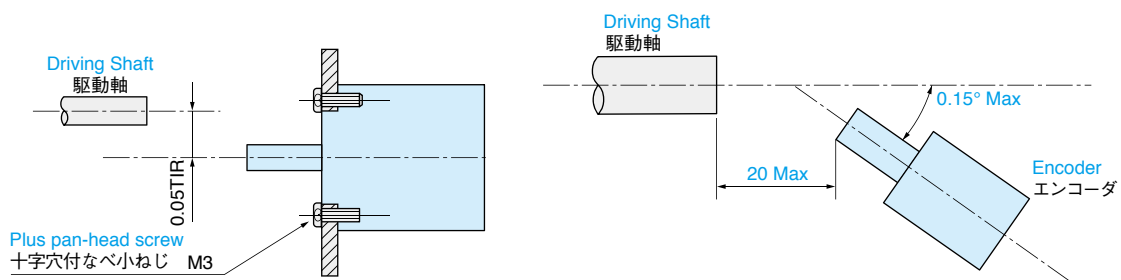 Driving Shaft
駆動軸
0.05TIR
Plus pan-head screw
十字穴付なべ小ねじ M3
Driving Shaft
駆動軸
0.15° Max
20 Max
Encoder
エンコーダ